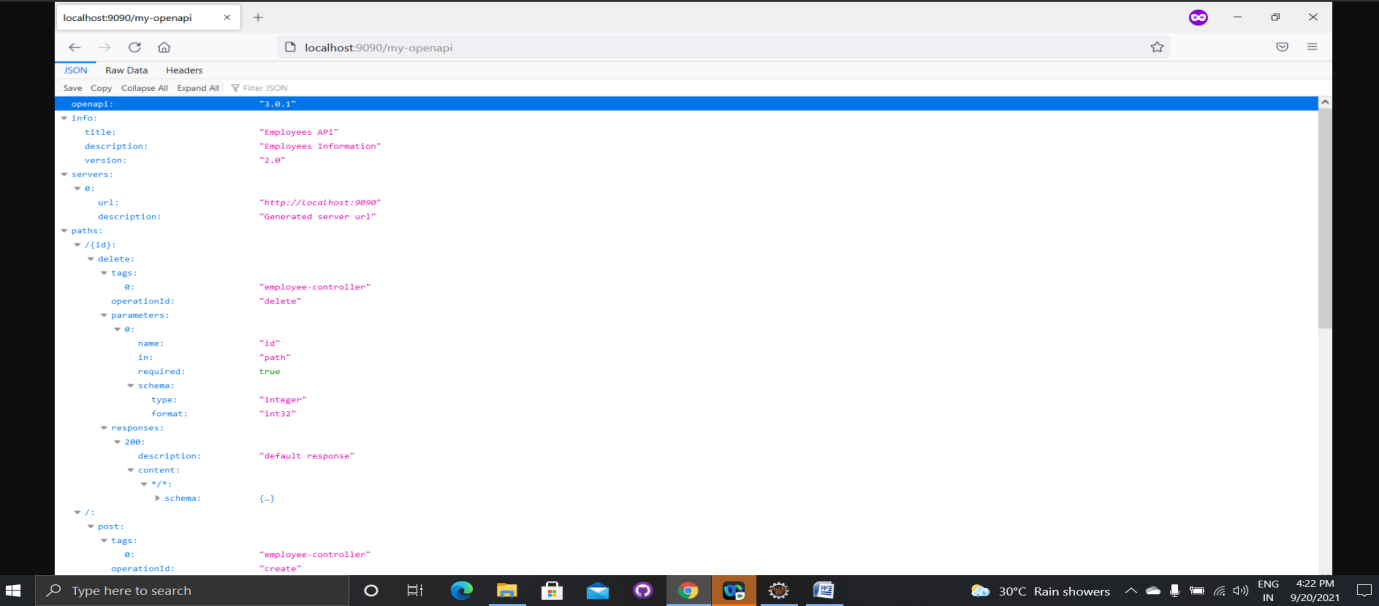 localhost:9090/my-openapi
localhost:9090/my-openapi
JSON Raw Data Headers
Save Copy Collapse All Expand All Filter JSON
openapi: "3.0.1"
info:
title: "Employees API"
description: "Employees Information"
version: "2.0"
servers:
0:
url: "http://localhost:9090"
description: "Generated server url"
paths:
/{id}:
delete:
tags:
0: "employee-controller"
operationId: "delete"
parameters:
0:
name: "id"
in: "path"
required: true
schema:
type: "integer"
format: "int32"
responses:
200:
description: "default response"
content:
*/*:
schema: {…}
/:
post:
tags:
0: "employee-controller"
operationId: "create"
Type here to search
30°C Rain showers
ENG
IN
4:22 PM
9/20/2021